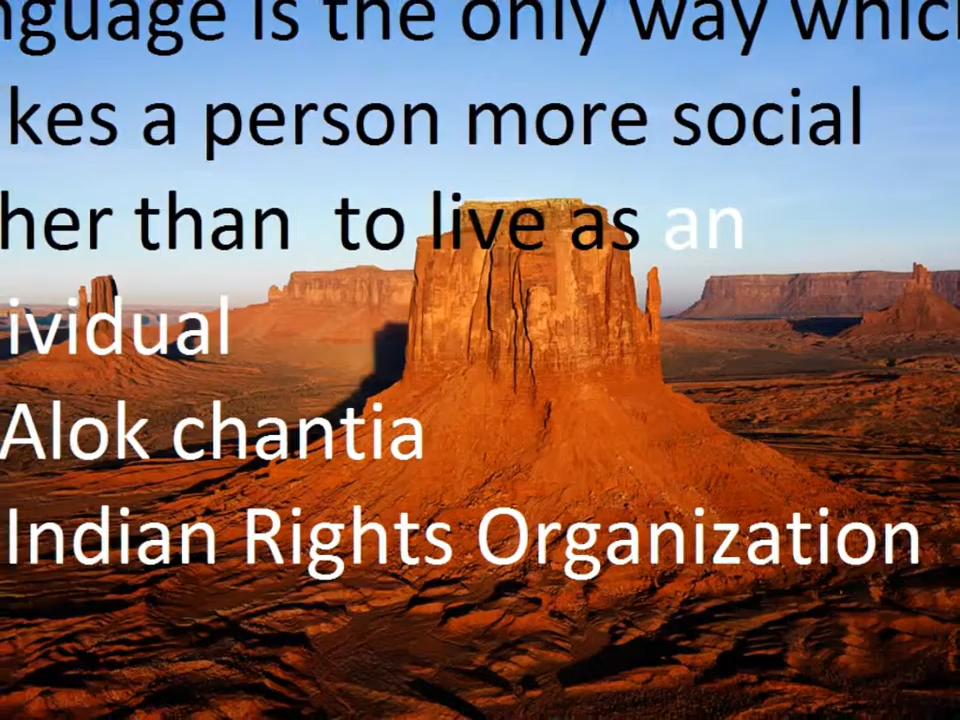 nguage is the only way whic
kes a person more social
her than to live as an
ividual
Alok chantia
Indian Rights Organization